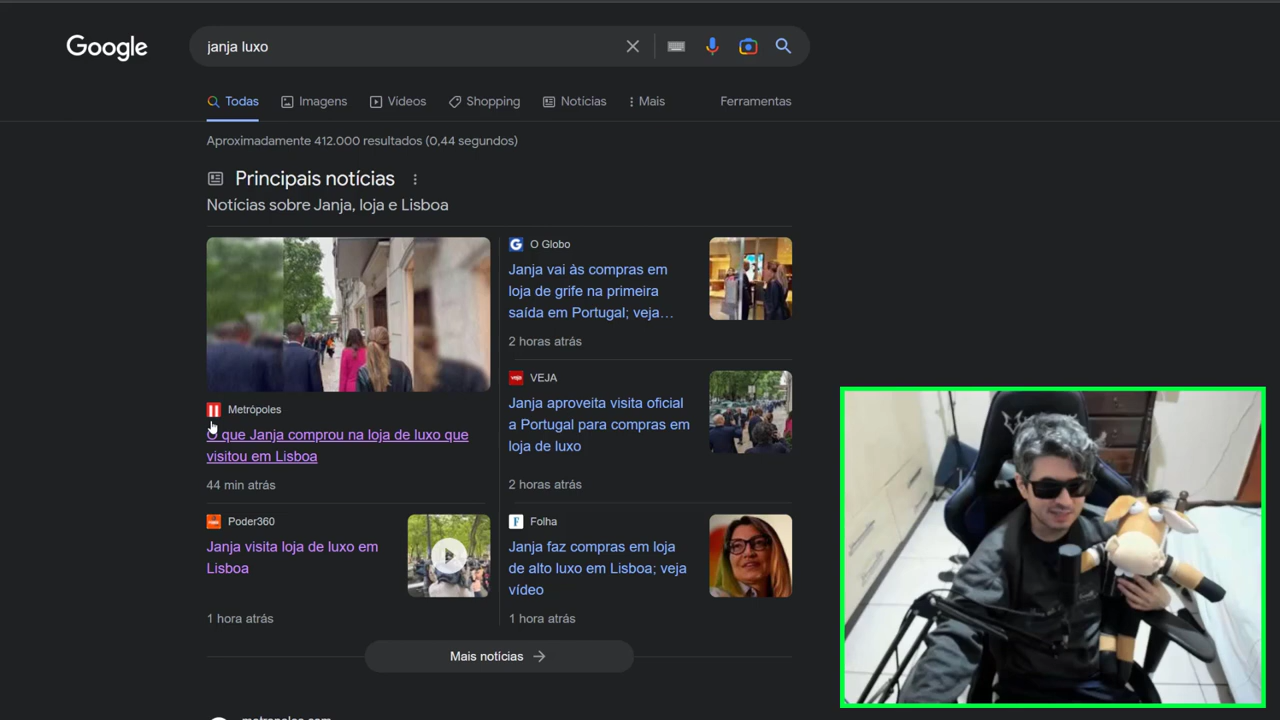 Google
janja luxo
Todas
Imagens
Vídeos
Shopping
Notícias
Mais
Ferramentas
Aproximadamente 412.000 resultados (0,44 segundos)
Principais notícias
Notícias sobre Janja, loja e Lisboa
Metrópoles
O que Janja comprou na loja de luxo que
visitou em Lisboa
44 min atrás
Poder360
Janja visita loja de luxo em
Lisboa
1 hora atrás
O Globo
Janja vai às compras em
loja de grife na primeira
saída em Portugal; veja…
2 horas atrás
VEJA
Janja aproveita visita oficial
a Portugal para compras em
loja de luxo
2 horas atrás
Folha
Janja faz compras em loja
de alto luxo em Lisboa; veja
vídeo
1 hora atrás
Mais notícias